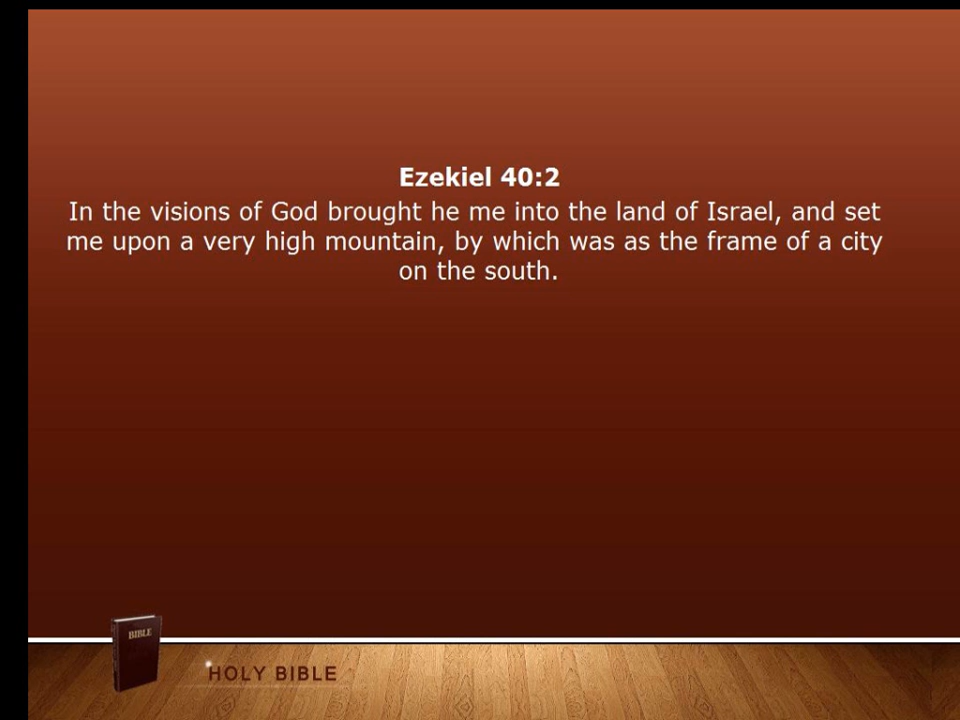 Ezekiel 40:2
In the visions of God brought he me into the land of Israel, and set
me upon a very high mountain, by which was as the frame of a city
on the south.
BIBLE
HOLY BIBLE